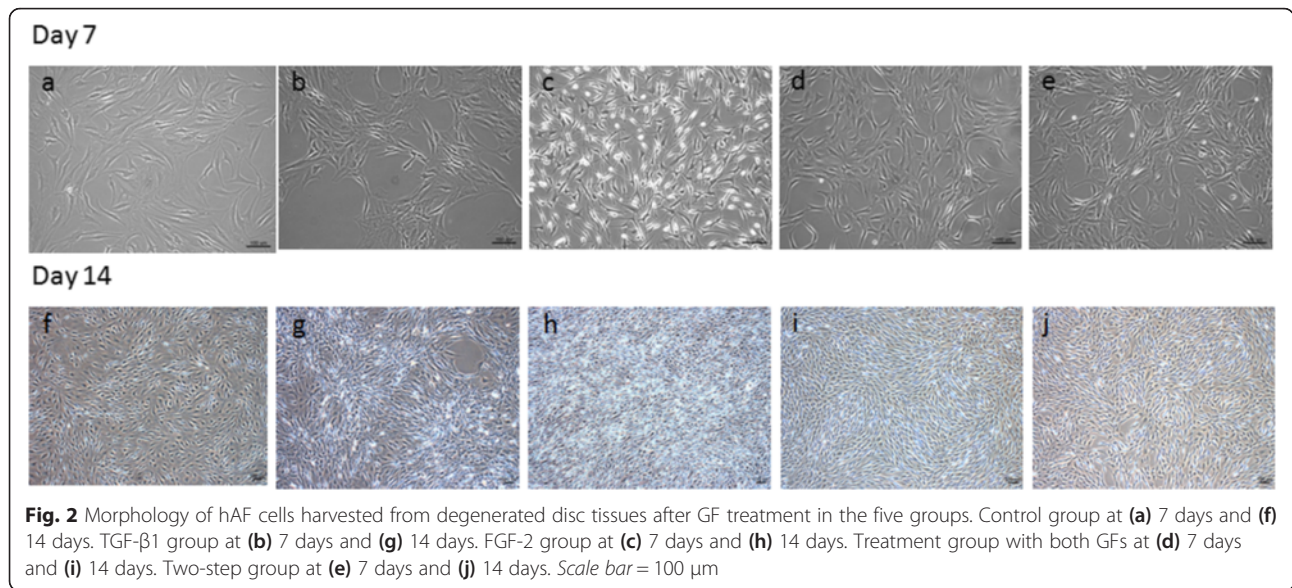 Day 7
a b c d e
Day 14
f g h i j
Fig. 2 Morphology of hAF cells harvested from degenerated disc tissues after GF treatment in the five groups. Control group at (a) 7 days and (f)
14 days. TGF-β1 group at (b) 7 days and (g) 14 days. FGF-2 group at (c) 7 days and (h) 14 days. Treatment group with both GFs at (d) 7 days
and (i) 14 days. Two-step group at (e) 7 days and (j) 14 days. Scale bar = 100 μm